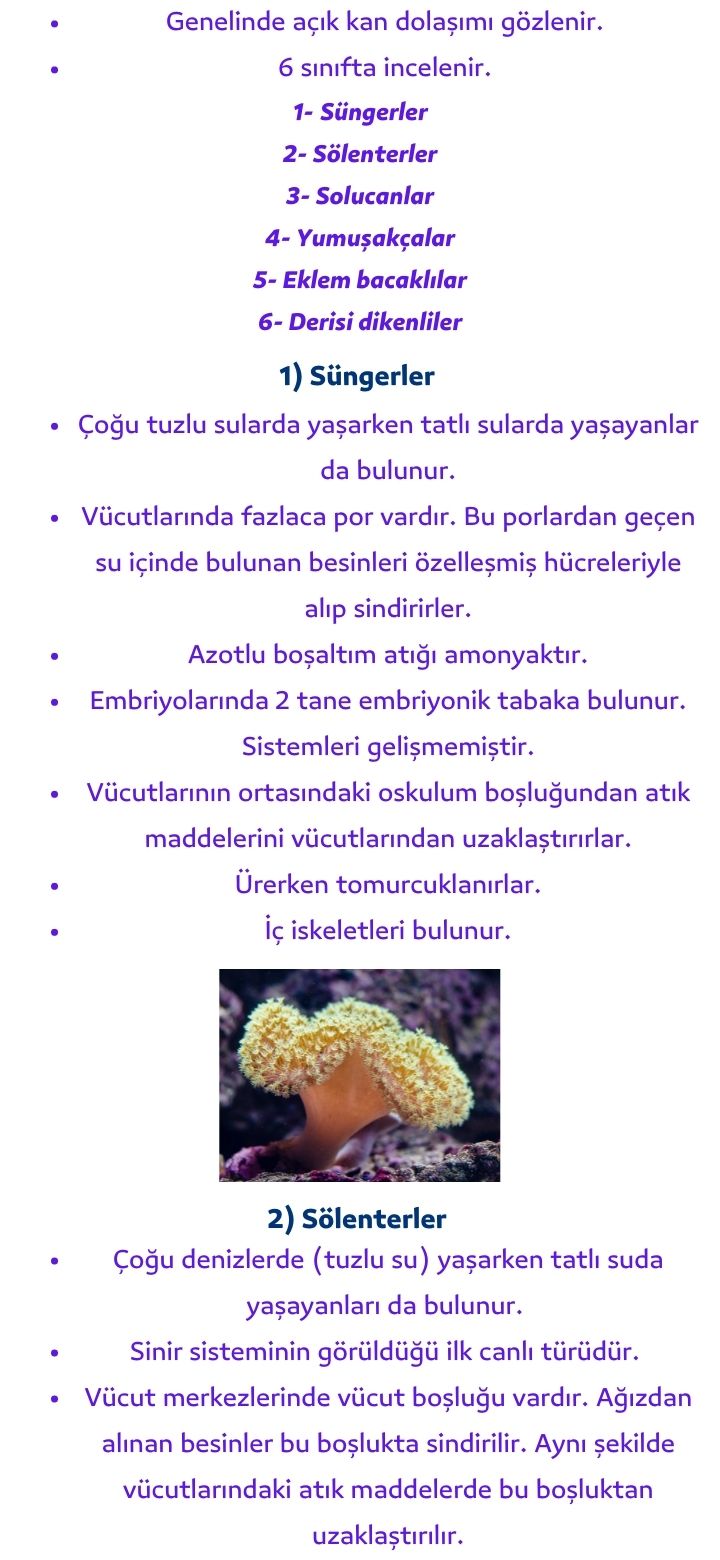 • Genelinde açık kan dolaşımı gözlenir.
• 6 sınıfta incelenir.
1- Süngerler
2- Sölenterler
3- Solucanlar
4- Yumuşakçalar
5- Eklem bacaklılar
6- Derisi dikenliler
1) Süngerler
• Çoğu tuzlu sularda yaşarken tatlı sularda yaşayanlar
da bulunur.
• Vücutlarında fazlaca por vardır. Bu porlardan geçen
su içinde bulunan besinleri özelleşmiş hücreleriyle
alıp sindirirler.
• Azotlu boşaltım atığı amonyaktır.
• Embriyolarında 2 tane embriyonik tabaka bulunur.
Sistemleri gelişmemiştir.
• Vücutlarının ortasındaki oskulum boşluğundan atık
maddelerini vücutlarından uzaklaştırırlar.
• Ürerken tomurcuklanırlar.
• İç iskeletleri bulunur.
2) Sölenterler
• Çoğu denizlerde (tuzlu su) yaşarken tatlı suda
yaşayanları da bulunur.
• Sinir sisteminin görüldüğü ilk canlı türüdür.
• Vücut merkezlerinde vücut boşluğu vardır. Ağızdan
alınan besinler bu boşlukta sindirilir. Aynı şekilde
vücutlarındaki atık maddelerde bu boşluktan
uzaklaştırılır.